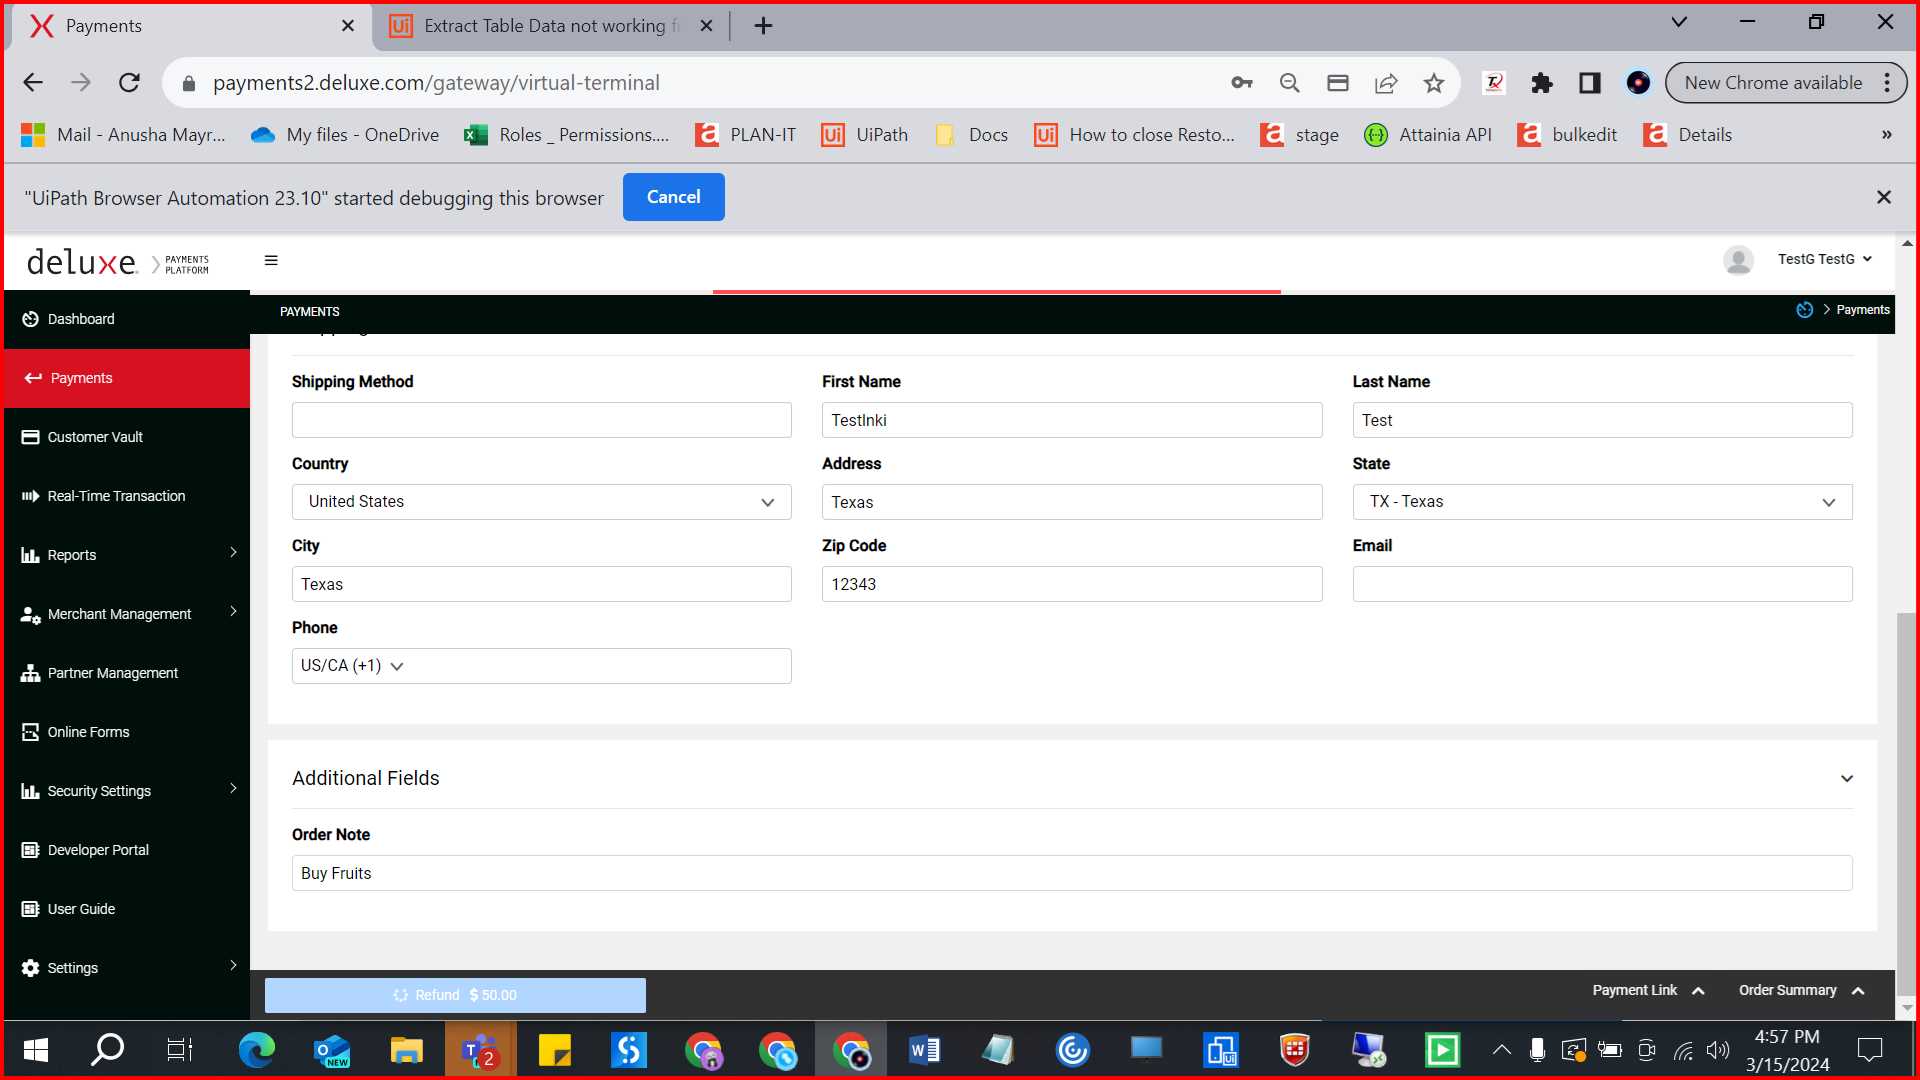 Payments
Extract Table Data not working f
payments2.deluxe.com/gateway/virtual-terminal
New Chrome available
Mail - Anusha Mayr...
My files - OneDrive
Roles _ Permissions....
PLAN-IT
UiPath
Docs
How to close Resto...
stage
Attainia API
bulkedit
Details
»
"UiPath Browser Automation 23.10" started debugging this browser
Cancel
deluxe
PAYMENTS
PLATFORM
TestG TestG
Dashboard
Payments
Customer Vault
Real-Time Transaction
Reports
Merchant Management
Partner Management
Online Forms
Security Settings
Developer Portal
User Guide
Settings
PAYMENTS
Payments
Shipping Method
First Name
TestInki
Last Name
Test
Country
United States
Address
Texas
State
TX - Texas
City
Texas
Zip Code
12343
Email
Phone
US/CA (+1)
Additional Fields
Order Note
Buy Fruits
Refund $ 50.00
Payment Link
Order Summary
NEW
2
4:57 PM
3/15/2024